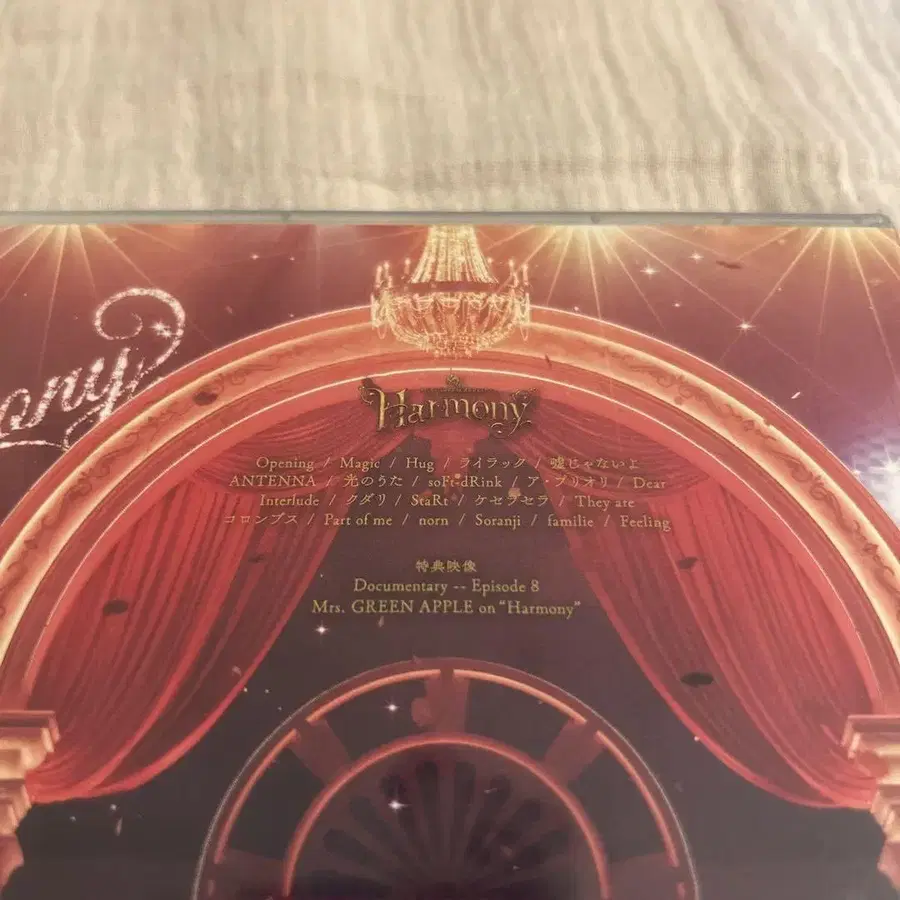 ony
Harmony
Opening / Magic / Hug / ライラック / 嘘じゃないよ
ANTENNA / 光のうた / soFt-dRink / ア・プリオリ / Dear
Interlude / クダリ / StaRt / ケセラセラ / They are
コロンブス / Part of me / norn / Soranji / familie / Feeling
特典映像
Documentary -- Episode 8
Mrs. GREEN APPLE on “Harmony”